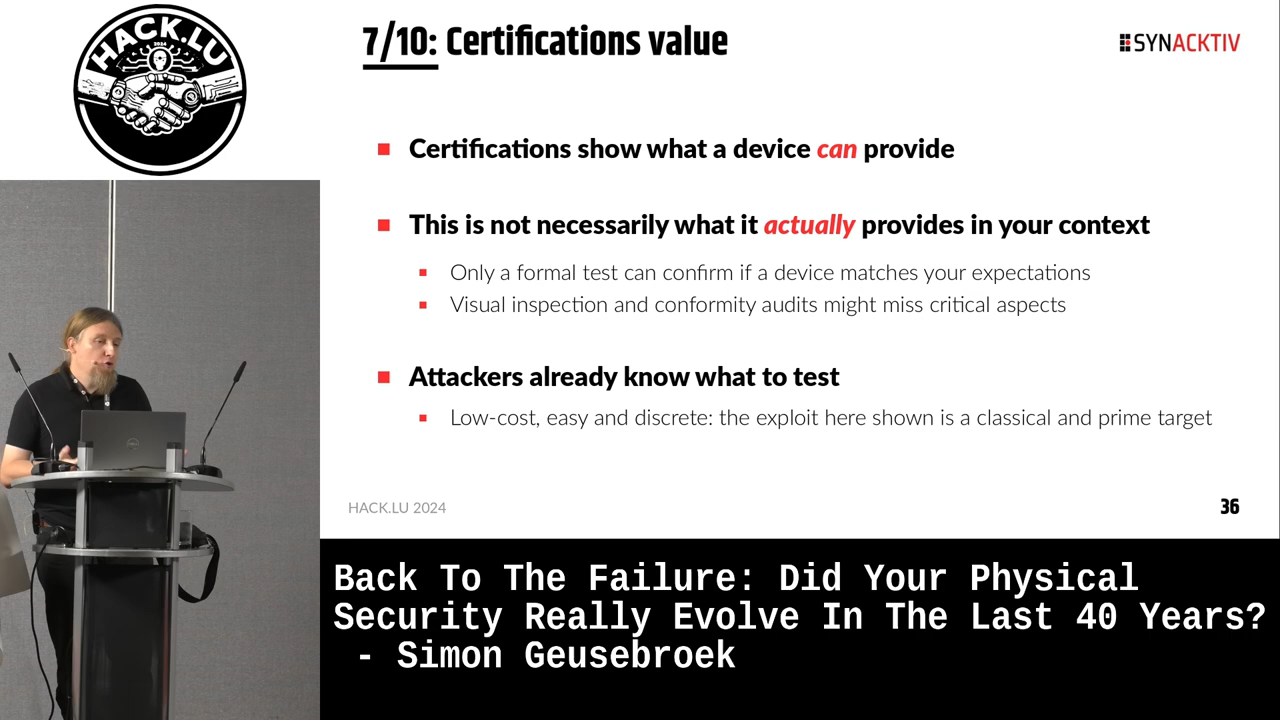 HACK.LU
2024
7/10: Certifications value
SYNACKTIV
Certifications show what a device can provide
This is not necessarily what it actually provides in your context
Only a formal test can confirm if a device matches your expectations
Visual inspection and conformity audits might miss critical aspects
Attackers already know what to test
Low-cost, easy and discrete: the exploit here shown is a classical and prime target
HACK.LU 2024
36
Back To The Failure: Did Your Physical
Security Really Evolve In The Last 40 Years?
- Simon Geusebroek